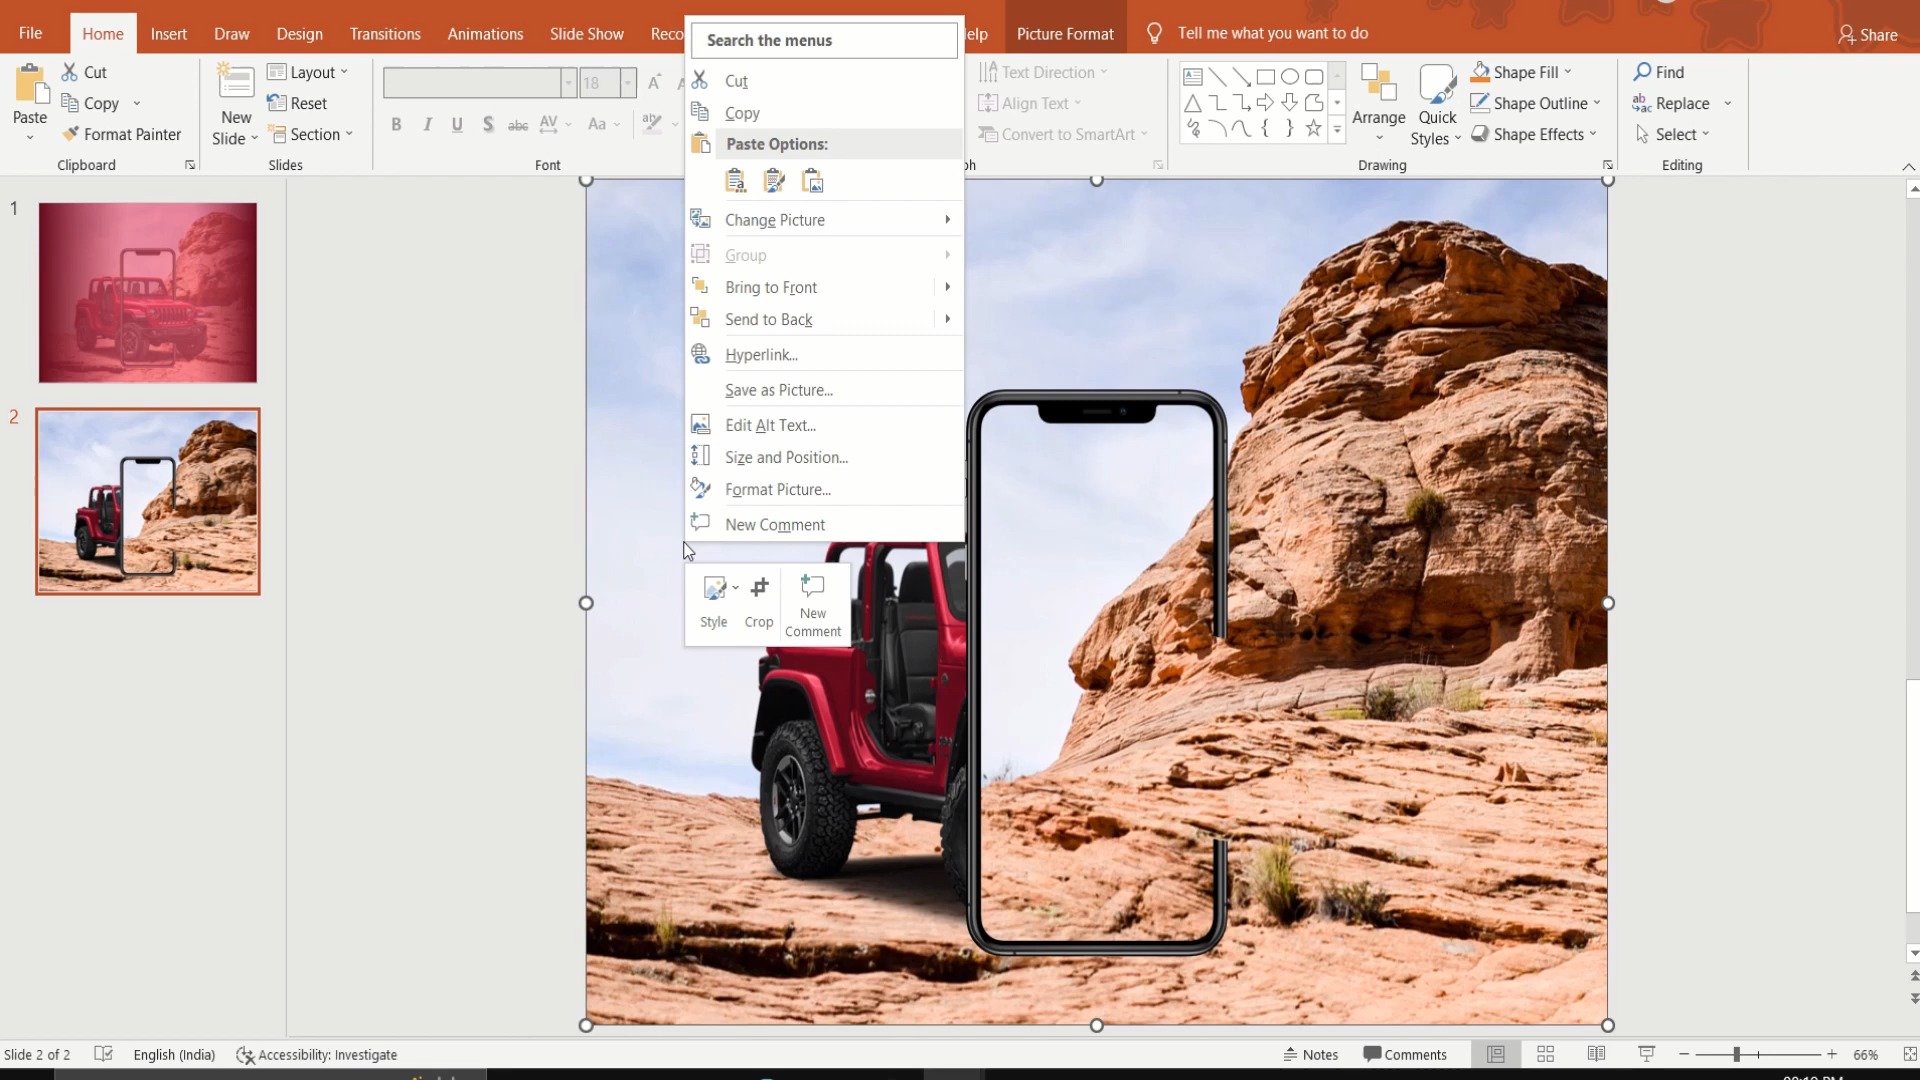 File
Home
Insert
Draw
Design
Transitions
Animations
Slide Show
Reco
elp
Picture Format
Tell me what you want to do
Share
Paste
Cut
Copy
Format Painter
Clipboard
New
Slide
Layout
Reset
Section
Slides
18
B I U S abc AV Aa
Font
Text Direction
Align Text
Convert to SmartArt
ph
Arrange
Quick
Styles
Shape Fill
Shape Outline
Shape Effects
Drawing
Find
Replace
Select
Editing
Search the menus
Cut
Copy
Paste Options:
Change Picture
Group
Bring to Front
Send to Back
Hyperlink...
Save as Picture...
Edit Alt Text...
Size and Position...
Format Picture...
New Comment
Style
Crop
New
Comment
1
2
Slide 2 of 2
English (India)
Accessibility: Investigate
Notes
Comments
66%